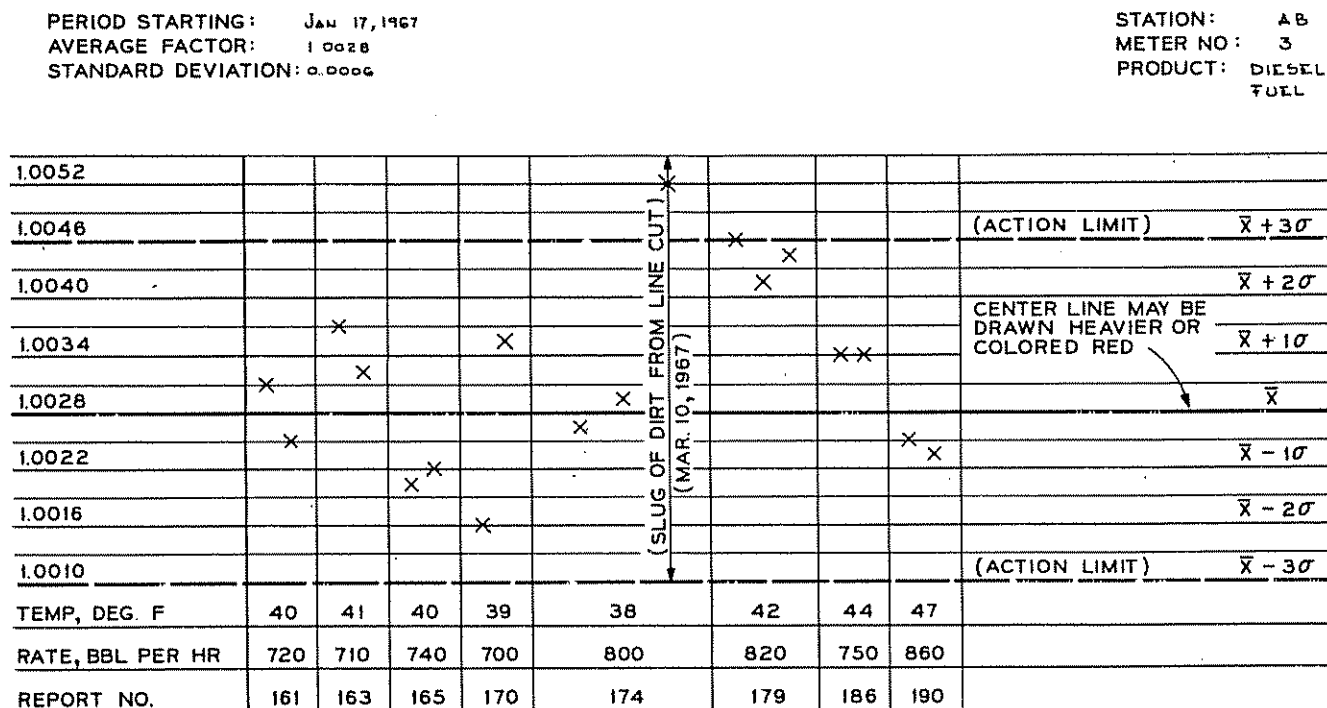 PERIOD STARTING: JAN 17, 1967
AVERAGE FACTOR: 1.0028
STANDARD DEVIATION: 0.0006
STATION: AB
METER NO: 3
PRODUCT: DIESEL
FUEL
1.0052
1.0046
(ACTION LIMIT) X̅ + 3σ
1.0040
X̅ + 2σ
CENTER LINE MAY BE
DRAWN HEAVIER OR
COLORED RED
1.0034
X̅ + 1σ
1.0028
X̅
1.0022
X̅ - 1σ
1.0016
X̅ - 2σ
1.0010
(ACTION LIMIT) X̅ - 3σ
(SLUG OF DIRT FROM LINE CUT)
(MAR. 10, 1967)
TEMP, DEG. F 40 41 40 39 38 42 44 47
RATE, BBL PER HR 720 710 740 700 800 820 750 860
REPORT NO. 161 163 165 170 174 179 186 190